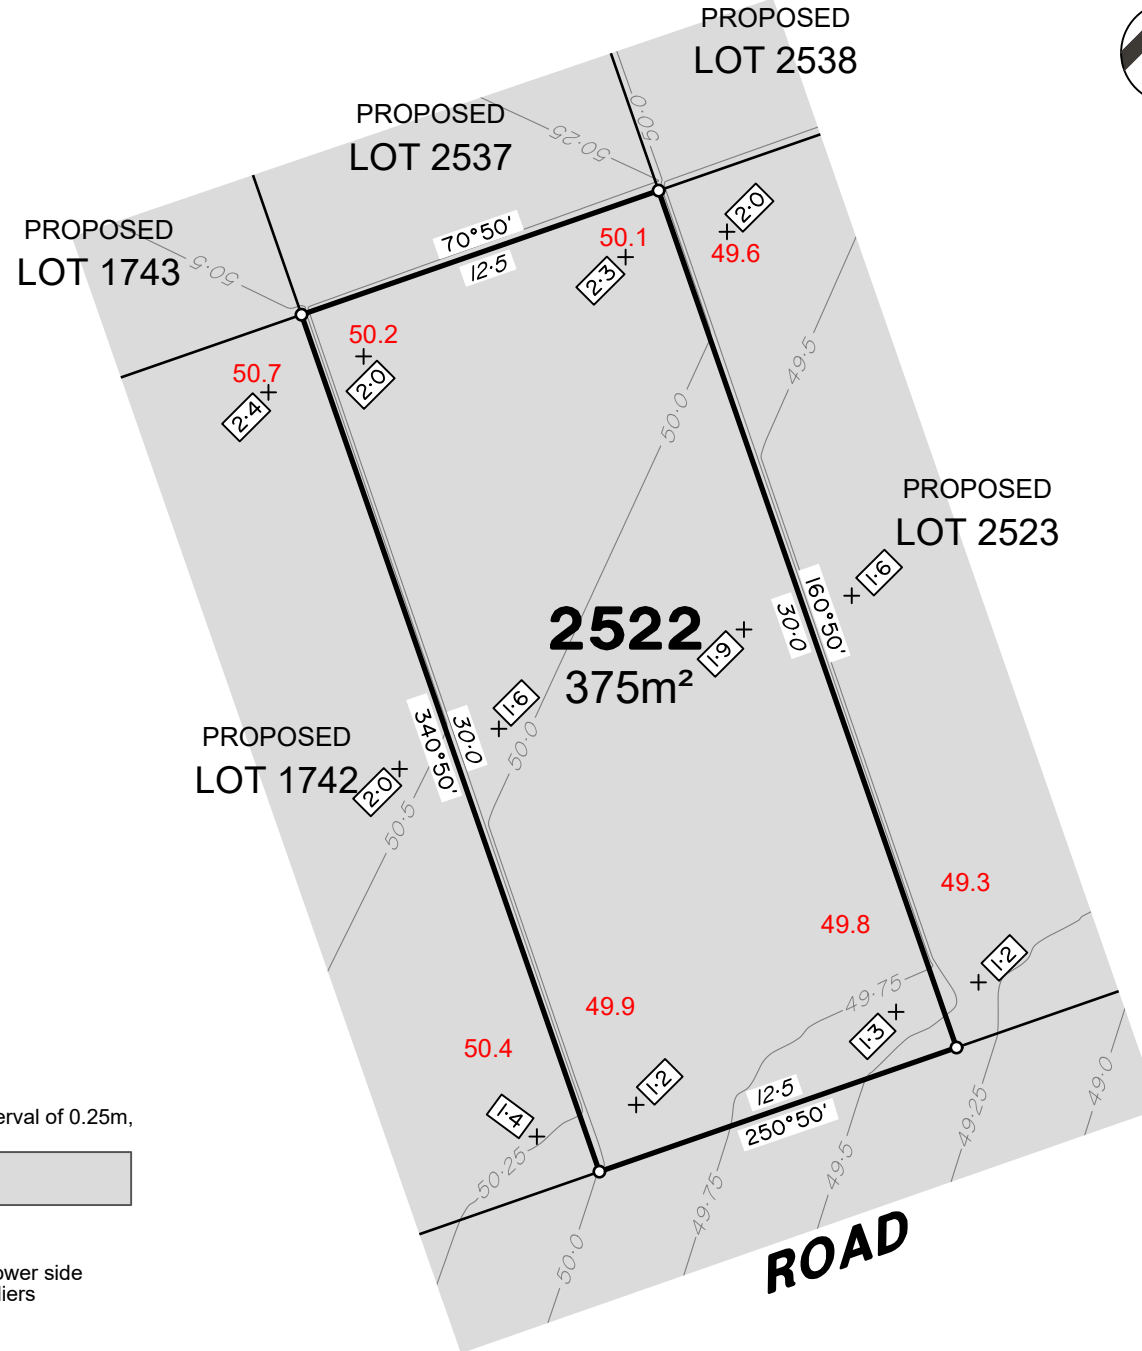 PROPOSED
LOT 2538
PROPOSED
LOT 2537
50·0
50·25
PROPOSED
LOT 1743
50·5
70°50'
12·5
50.1
2·3
2·0
49.6
50.2
2·0
50.7
2·4
49·5
50·0
PROPOSED
LOT 2523
1·6
160°50'
30·0
2522
375m²
1·9
1·6
50·0
340°50'
30·0
PROPOSED
LOT 1742
2·0
50·5
49.3
49.8
49.9
50.4
1·2
49·75
1·3
1·2
1·4
12·5
250°50'
50·25
50·0
49·75
49·5
49·25
49·0
ROAD
erval of 0.25m,
ower side
liers